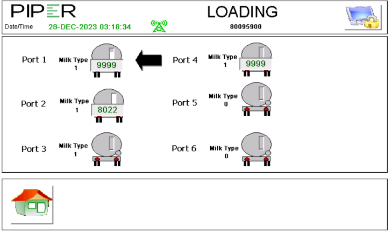 PIPER
LOADING
Date/Time 28-DEC-2023 03:18:34
80095900
Port 1 Milk Type 1 9999
Port 4 Milk Type 1 9999
Port 2 Milk Type 1 8022
Port 5 Milk Type 0
Port 3 Milk Type 1
Port 6 Milk Type 0